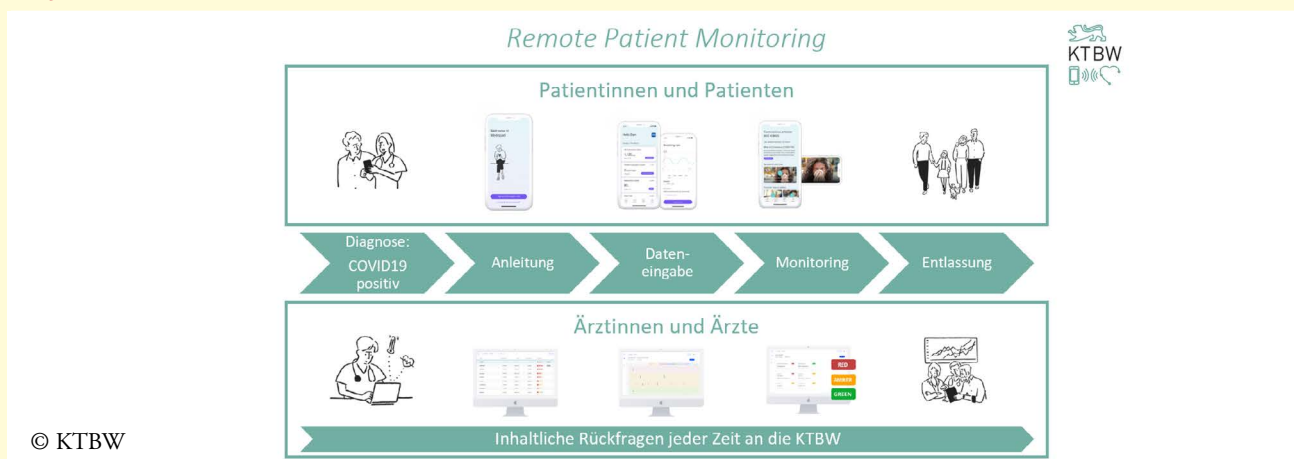 Remote Patient Monitoring
KTBW
Patientinnen und Patienten
Diagnose:
COVID19
positiv
Anleitung
Daten-
eingabe
Monitoring
Entlassung
Ärztinnen und Ärzte
RED
AMBER
GREEN
Inhaltliche Rückfragen jeder Zeit an die KTBW
© KTBW